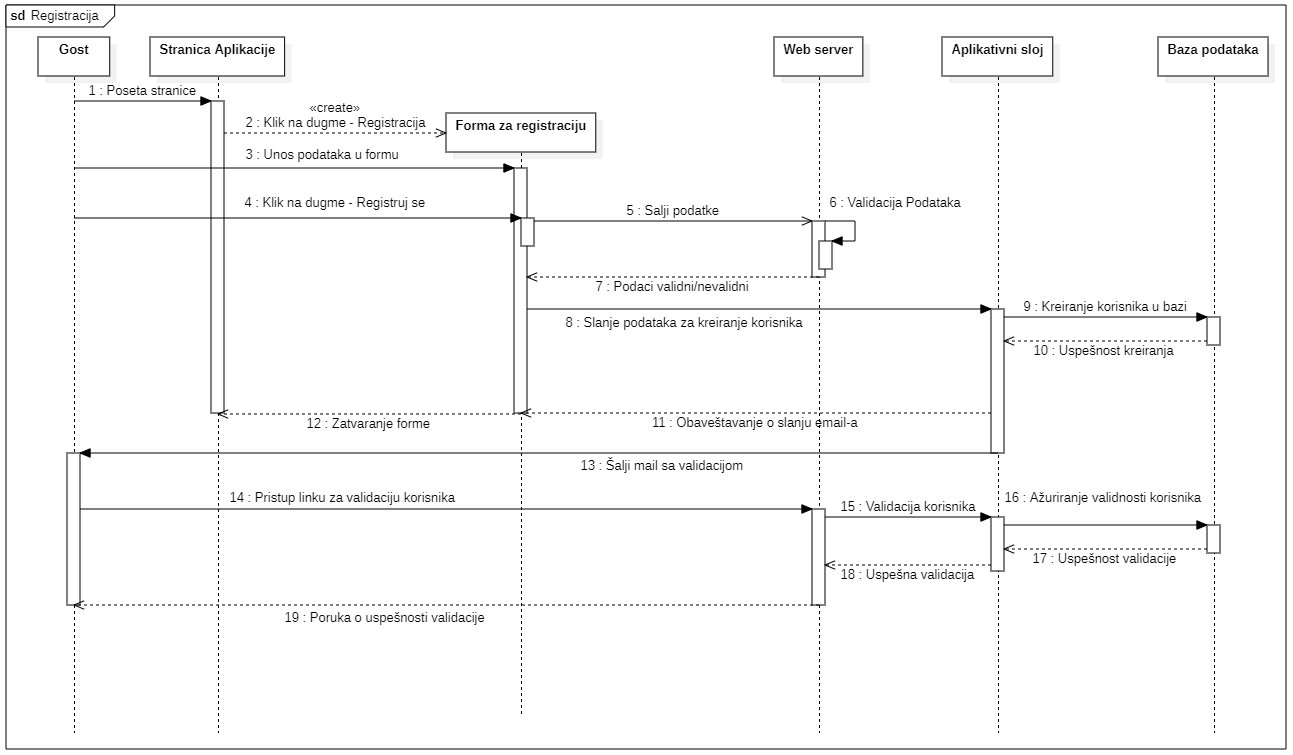 sd Registracija
Gost
Stranica Aplikacije
Web server
Aplikativni sloj
Baza podataka
1 : Poseta stranice
«create»
2 : Klik na dugme - Registracija
Forma za registraciju
3 : Unos podataka u formu
4 : Klik na dugme - Registruj se
5 : Salji podatke
6 : Validacija Podataka
7 : Podaci validni/nevalidni
8 : Slanje podataka za kreiranje korisnika
9 : Kreiranje korisnika u bazi
10 : Uspešnost kreiranja
11 : Obaveštavanje o slanju email-a
12 : Zatvaranje forme
13 : Šalji mail sa validacijom
14 : Pristup linku za validaciju korisnika
15 : Validacija korisnika
16 : Ažuriranje validnosti korisnika
17 : Uspešnost validacije
18 : Uspešna validacija
19 : Poruka o uspešnosti validacije